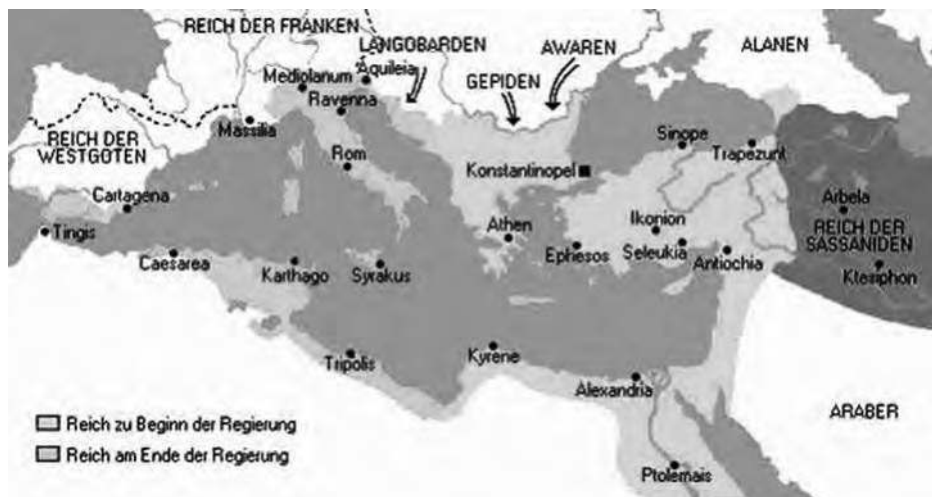 REICH DER FRANKEN
LANGOBARDEN
AWAREN
ALANEN
Mediolanum
Aquileia
GEPIDEN
Ravenna
Massilia
REICH DER
WESTGOTEN
Sinope
Trapezunt
Rom
Konstantinopel
Cartagena
Arbela
Tingis
Athen
Ikonion
REICH DER
SASSANIDEN
Caesarea
Karthago
Syrakus
Ephesos
Seleukia
Antiochia
Ktesiphon
Tripolis
Kyrene
Alexandria
ARABER
Reich zu Beginn der Regierung
Reich am Ende der Regierung
Ptolemais